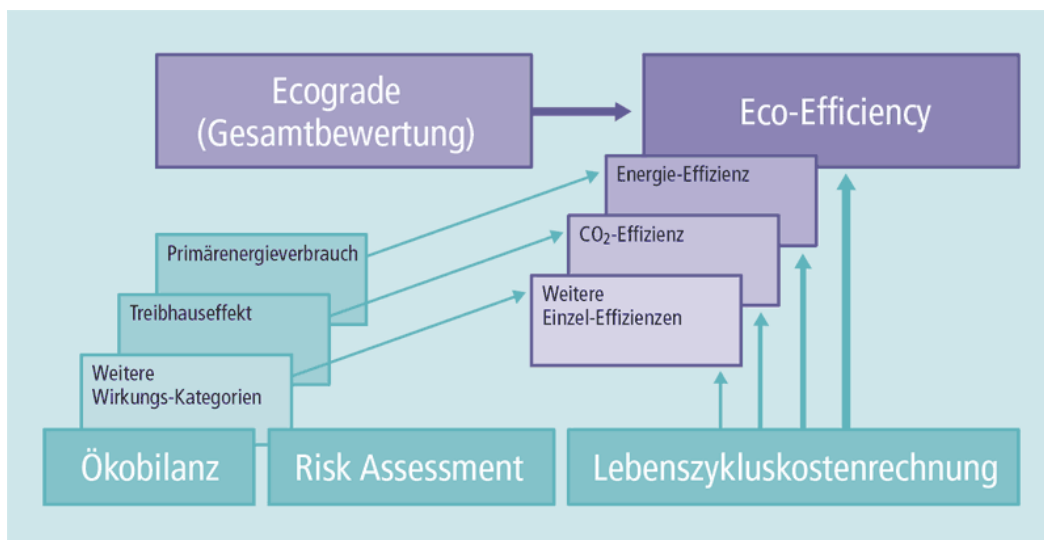 Ecograde
(Gesamtbewertung)
Eco-Efficiency
Energie-Effizienz
CO₂-Effizienz
Weitere
Einzel-Effizienzen
Primärenergieverbrauch
Treibhauseffekt
Weitere
Wirkungs-Kategorien
Ökobilanz
Risk Assessment
Lebenszykluskostenrechnung